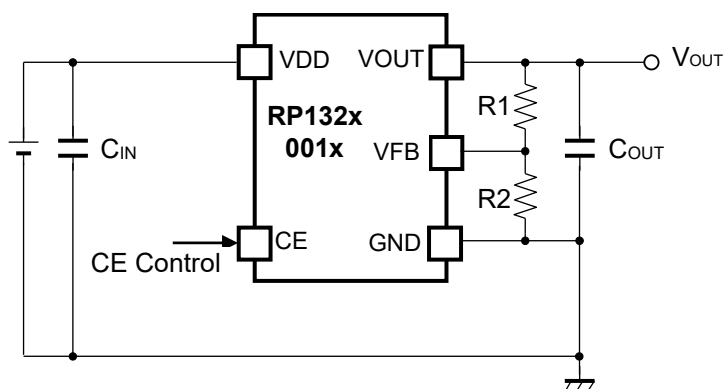 VDD
VOUT
VOUT
R1
RP132x
001x
VFB
CIN
COUT
R2
CE
GND
CE Control